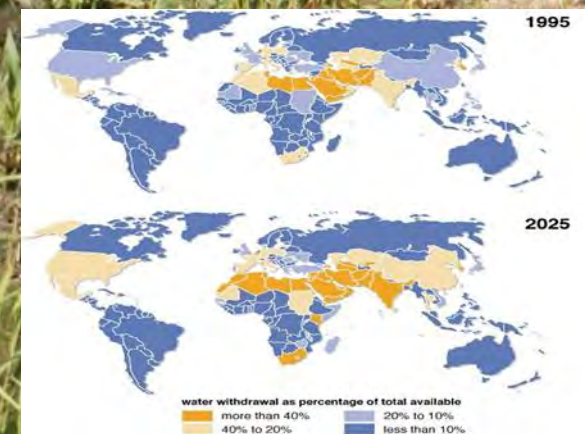 1995
2025
water withdrawal as percentage of total available
more than 40%
20% to 10%
40% to 20%
less than 10%